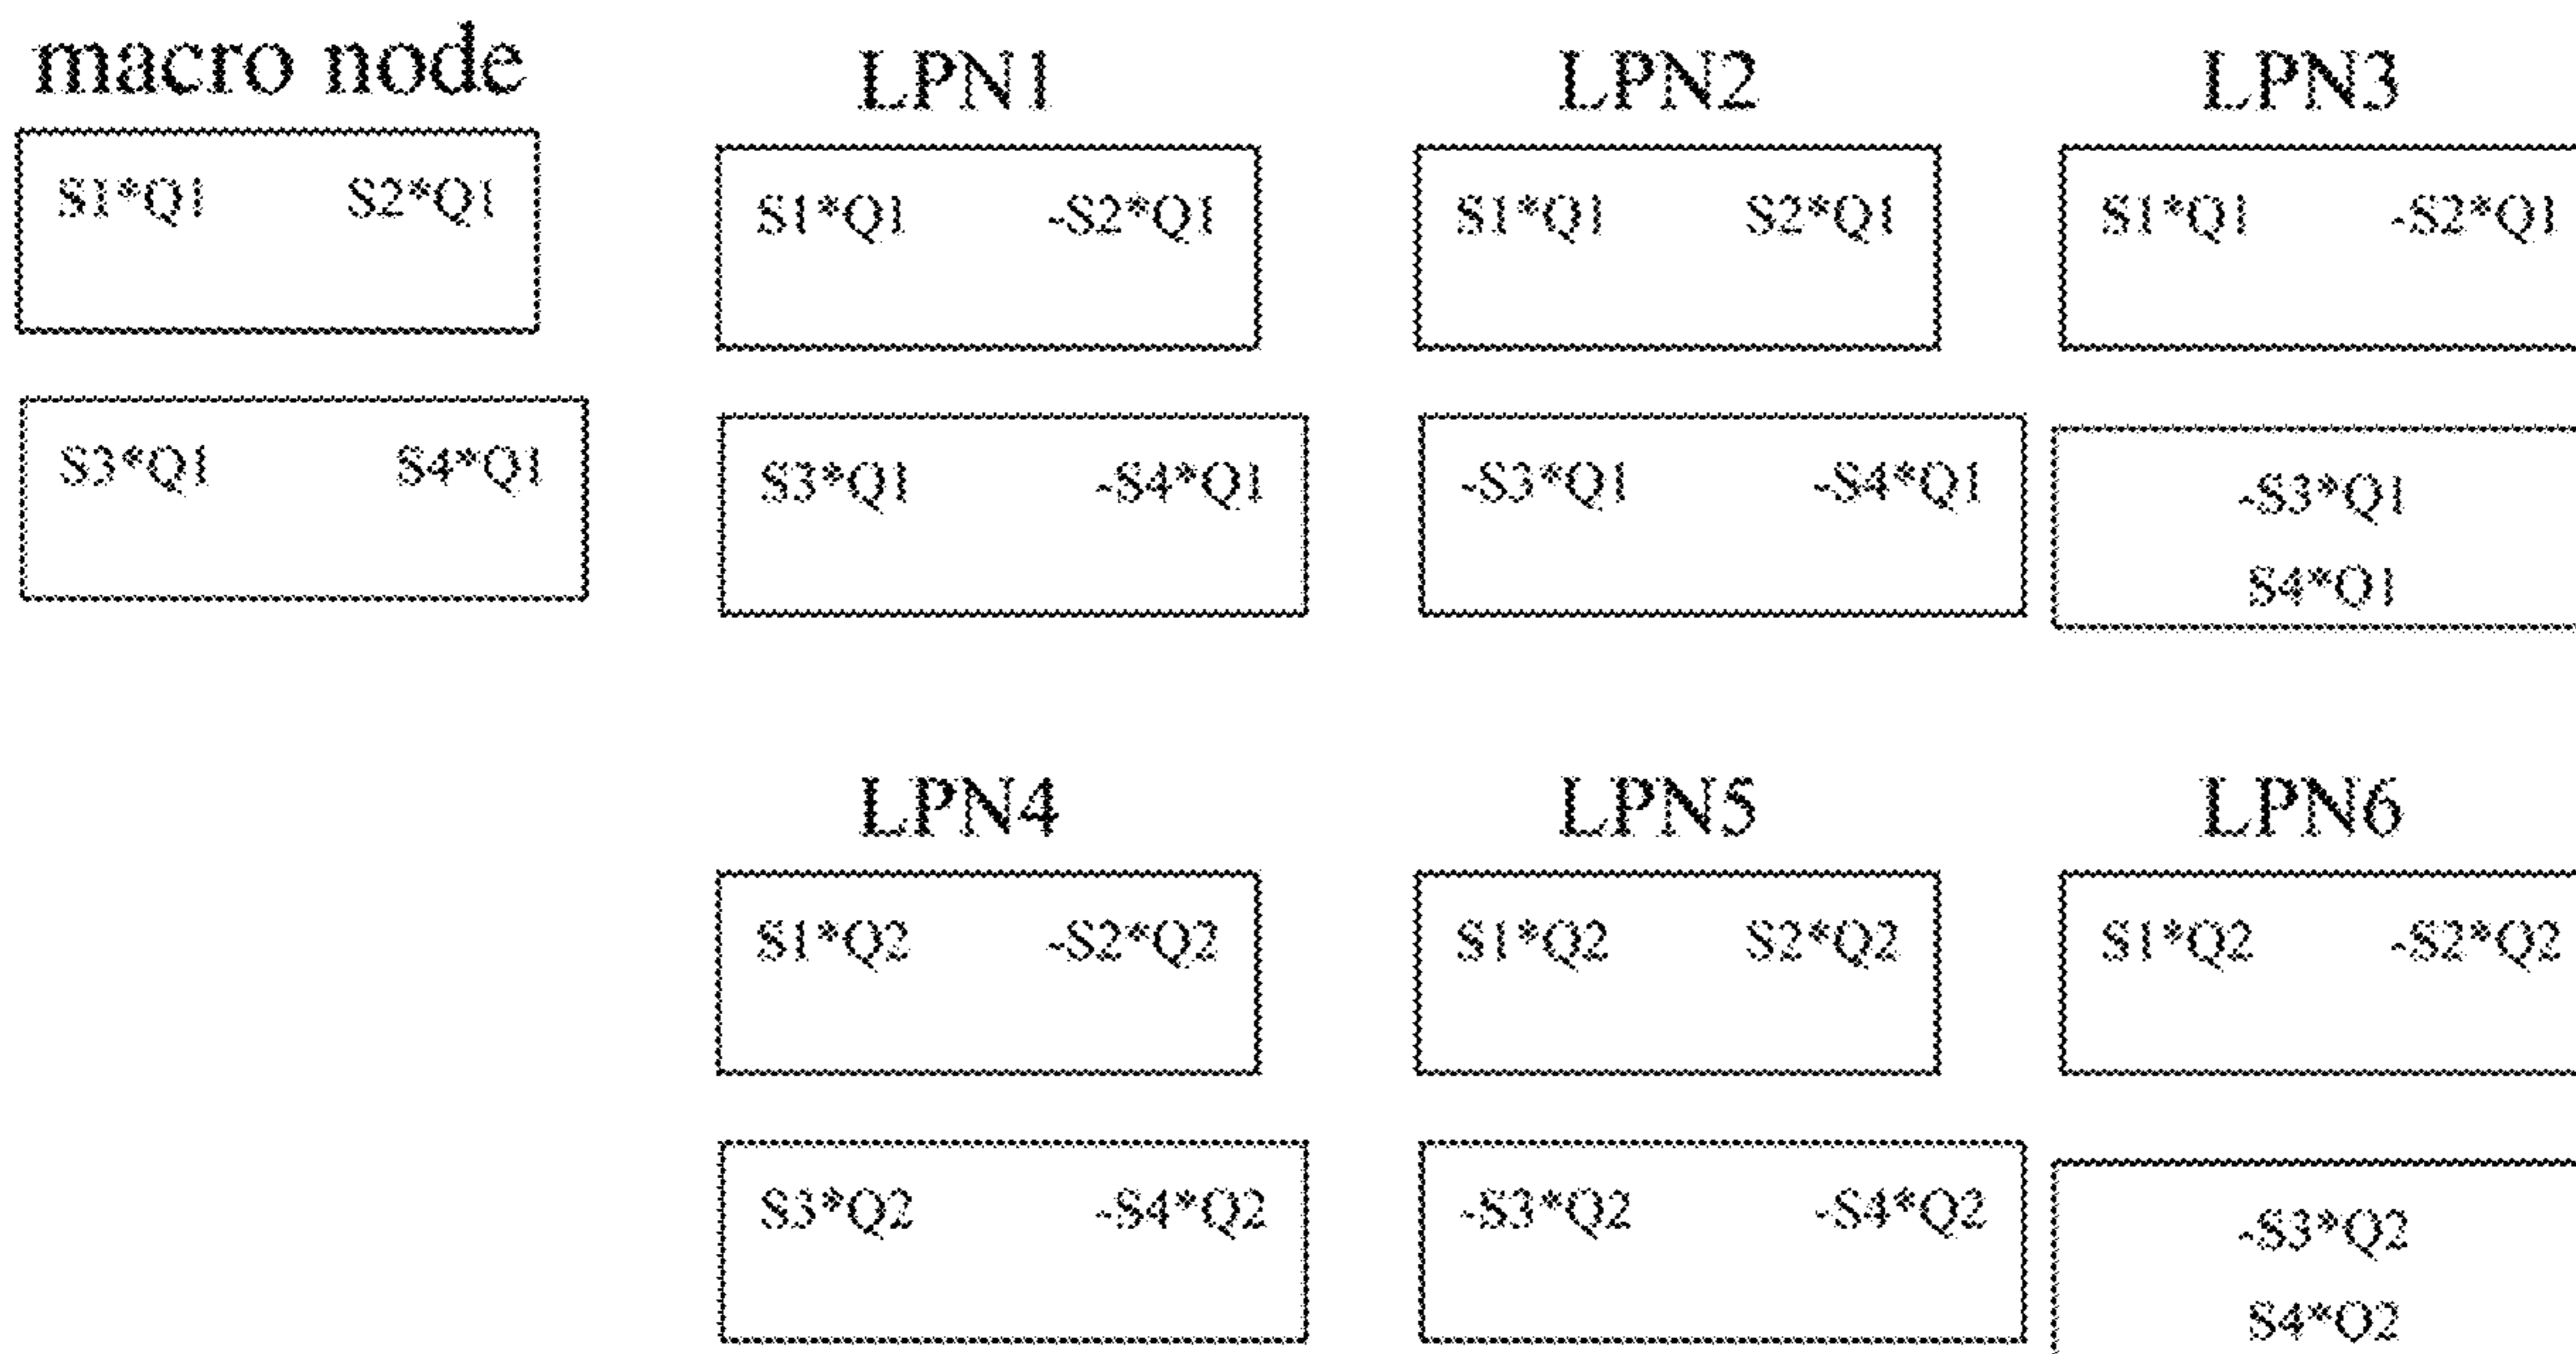 macro node LPN1 LPN2 LPN3
S1*Q1 S2*Q1 S1*Q1 -S2*Q1 S1*Q1 S2*Q1 S1*Q1 -S2*Q1
S3*Q1 S4*Q1 S3*Q1 -S4*Q1 -S3*Q1 -S4*Q1 -S3*Q1
S4*Q1
LPN4 LPN5 LPN6
S1*Q2 -S2*Q2 S1*Q2 S2*Q2 S1*Q2 -S2*Q2
S3*Q2 -S4*Q2 -S3*Q2 -S4*Q2 -S3*Q2
S4*Q2